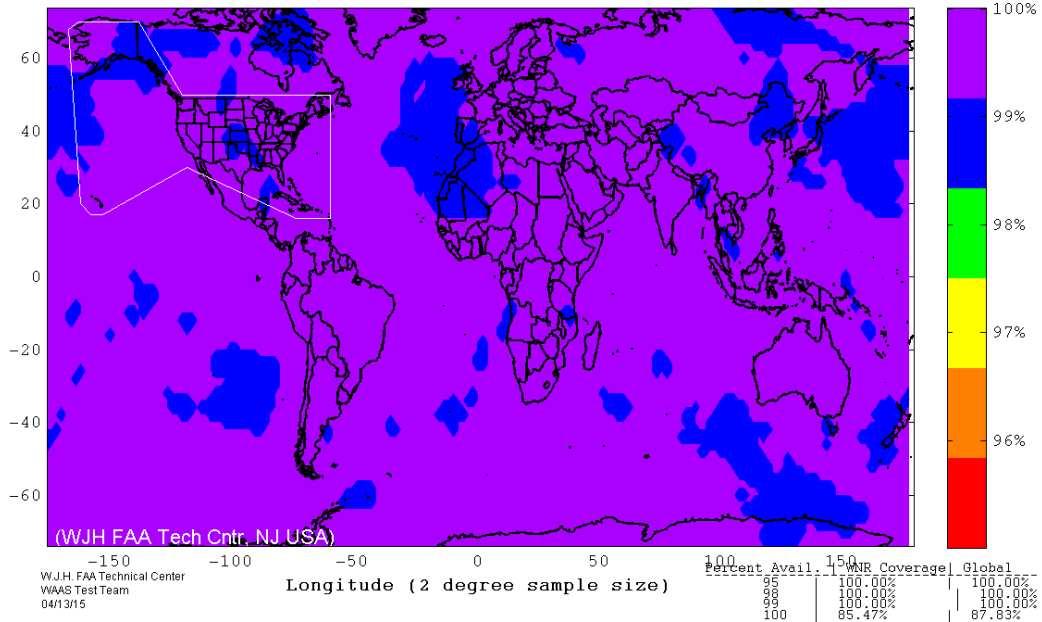 60
40
20
0
−20
−40
−60
100%
99%
98%
97%
96%
(WJH FAA Tech Cntr, NJ USA)
−150 −100 −50 0 50 100 150
Longitude (2 degree sample size)
W.J.H. FAA Technical Center
WAAS Test Team
04/13/15
Percent Avail. | WNR Coverage| Global
95 | 100.00% | 100.00%
98 | 100.00% | 100.00%
99 | 100.00% | 100.00%
100 | 85.47% | 87.83%